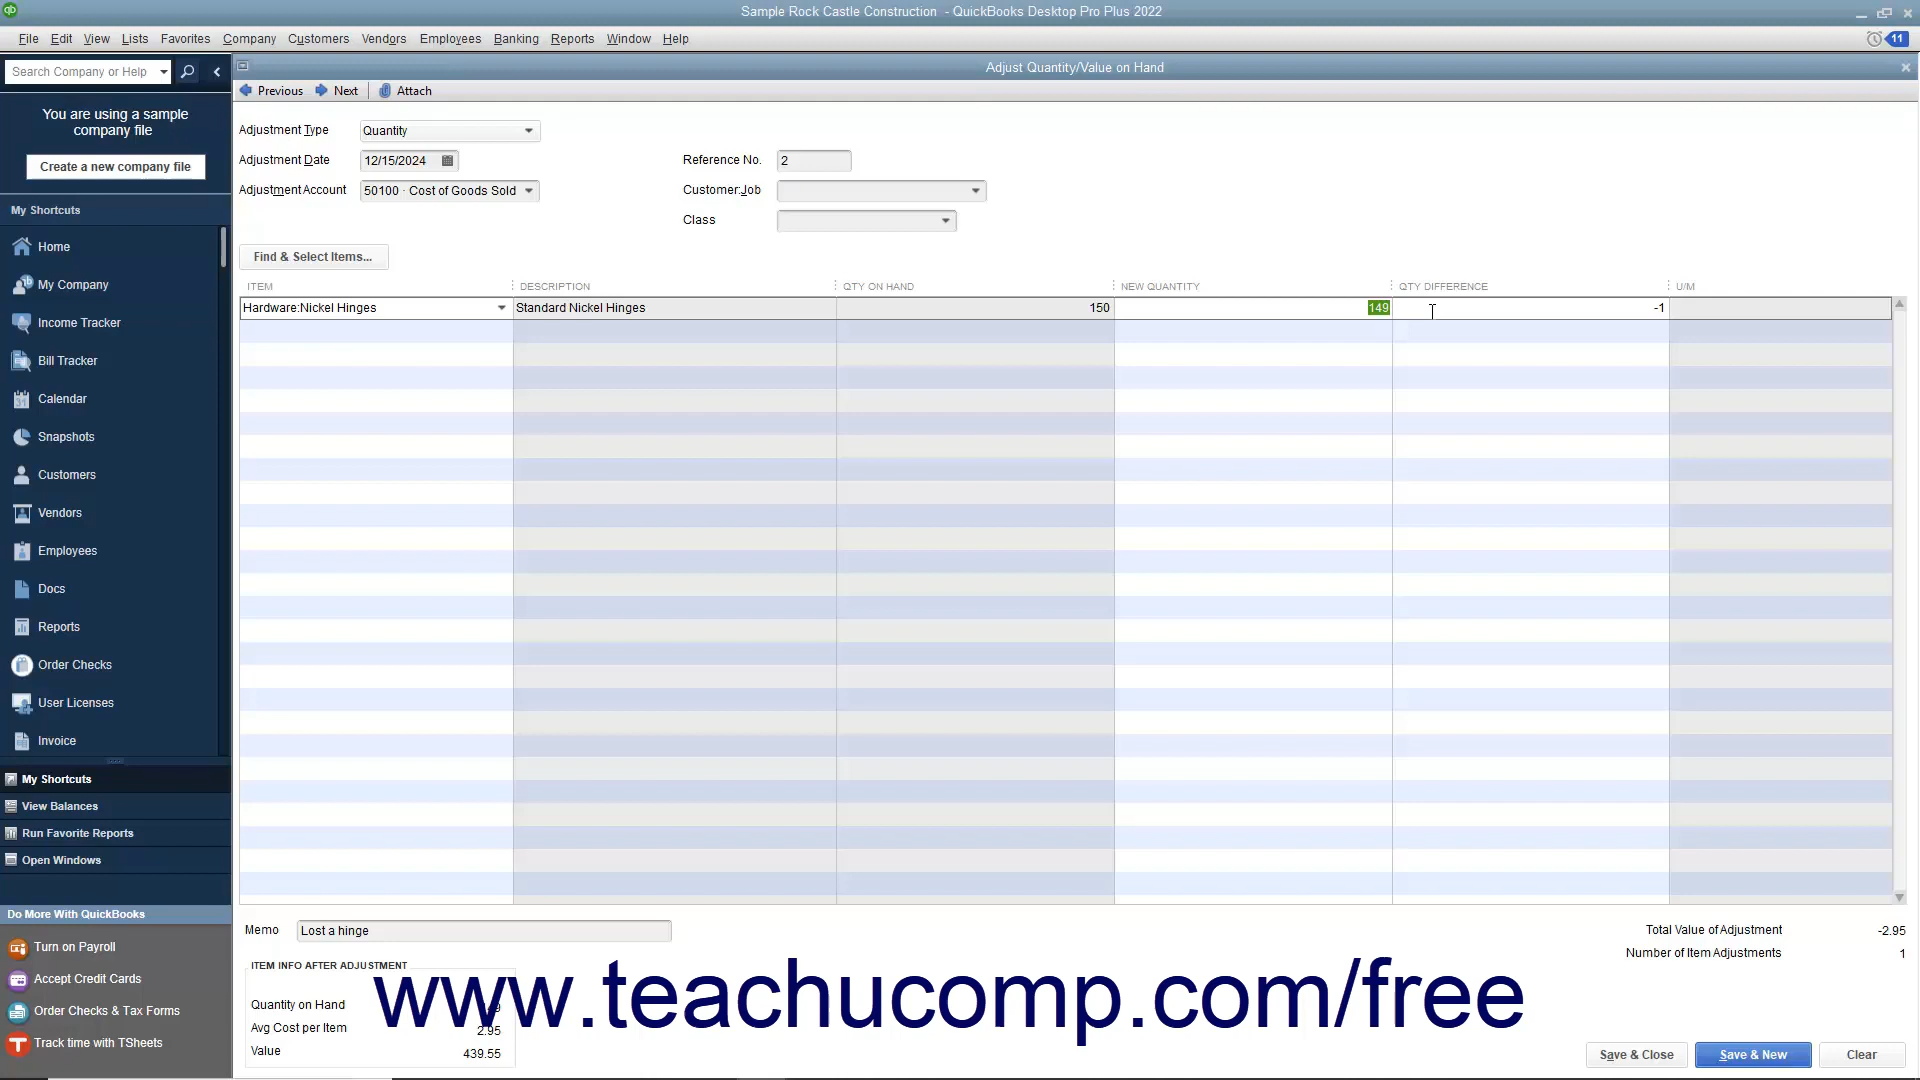 Sample Rock Castle Construction - QuickBooks Desktop Pro Plus 2022
File Edit View Lists Favorites Company Customers Vendors Employees Banking Reports Window Help
11
Search Company or Help
Adjust Quantity/Value on Hand
Previous Next Attach
You are using a sample
company file
Create a new company file
Adjustment Type Quantity
Adjustment Date 12/15/2024
Reference No. 2
Adjustment Account 50100 · Cost of Goods Sold
Customer:Job
Class
Find & Select Items...
ITEM DESCRIPTION QTY ON HAND NEW QUANTITY QTY DIFFERENCE U/M
Hardware:Nickel Hinges Standard Nickel Hinges 150 149 -1
My Shortcuts
Home
My Company
Income Tracker
Bill Tracker
Calendar
Snapshots
Customers
Vendors
Employees
Docs
Reports
Order Checks
User Licenses
Invoice
My Shortcuts
View Balances
Run Favorite Reports
Open Windows
Do More With QuickBooks
Turn on Payroll
Accept Credit Cards
Order Checks & Tax Forms
Track time with TSheets
Memo Lost a hinge
Total Value of Adjustment -2.95
Number of Item Adjustments 1
ITEM INFO AFTER ADJUSTMENT
Quantity on Hand
Avg Cost per Item 2.95
Value 439.55
www.teachucomp.com/free
Save & Close Save & New Clear